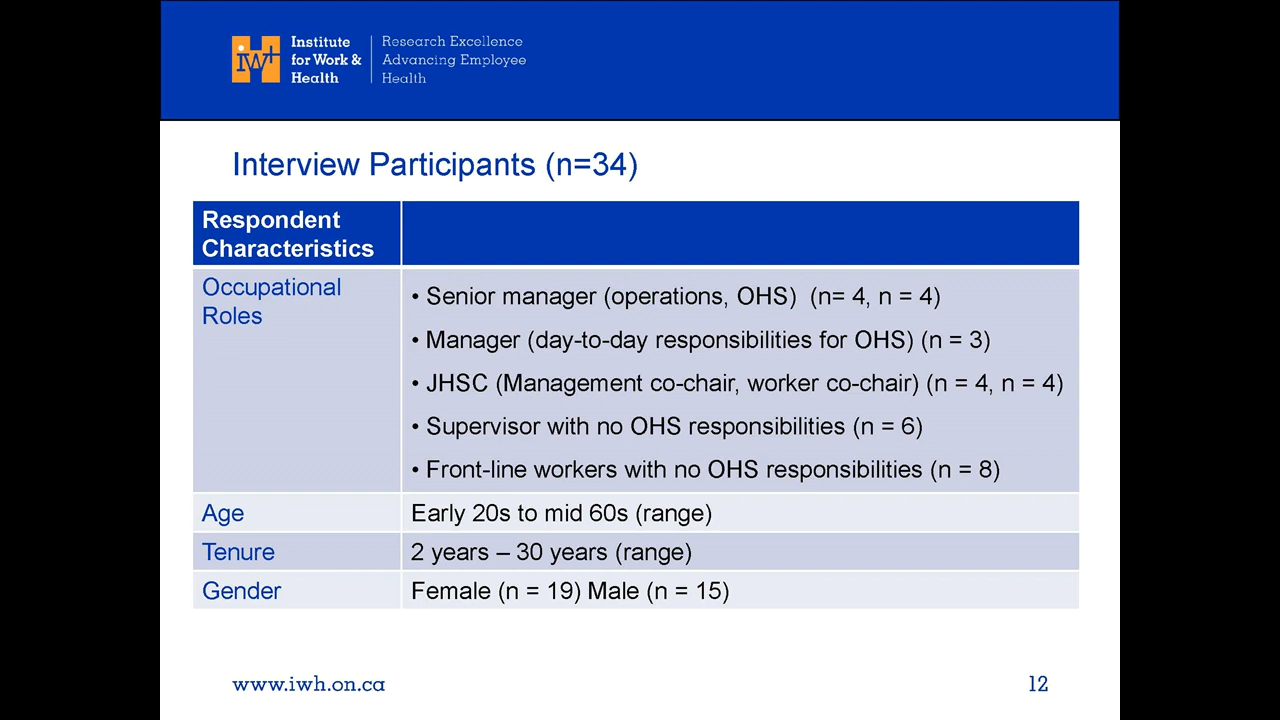 Institute
for Work &
Health
Research Excellence
Advancing Employee
Health
Interview Participants (n=34)
Respondent
Characteristics
Occupational
Roles
• Senior manager (operations, OHS)  (n= 4, n = 4)
• Manager (day-to-day responsibilities for OHS) (n = 3)
• JHSC (Management co-chair, worker co-chair) (n = 4, n = 4)
• Supervisor with no OHS responsibilities (n = 6)
• Front-line workers with no OHS responsibilities (n = 8)
Age
Early 20s to mid 60s (range)
Tenure
2 years – 30 years (range)
Gender
Female (n = 19) Male (n = 15)
www.iwh.on.ca
12